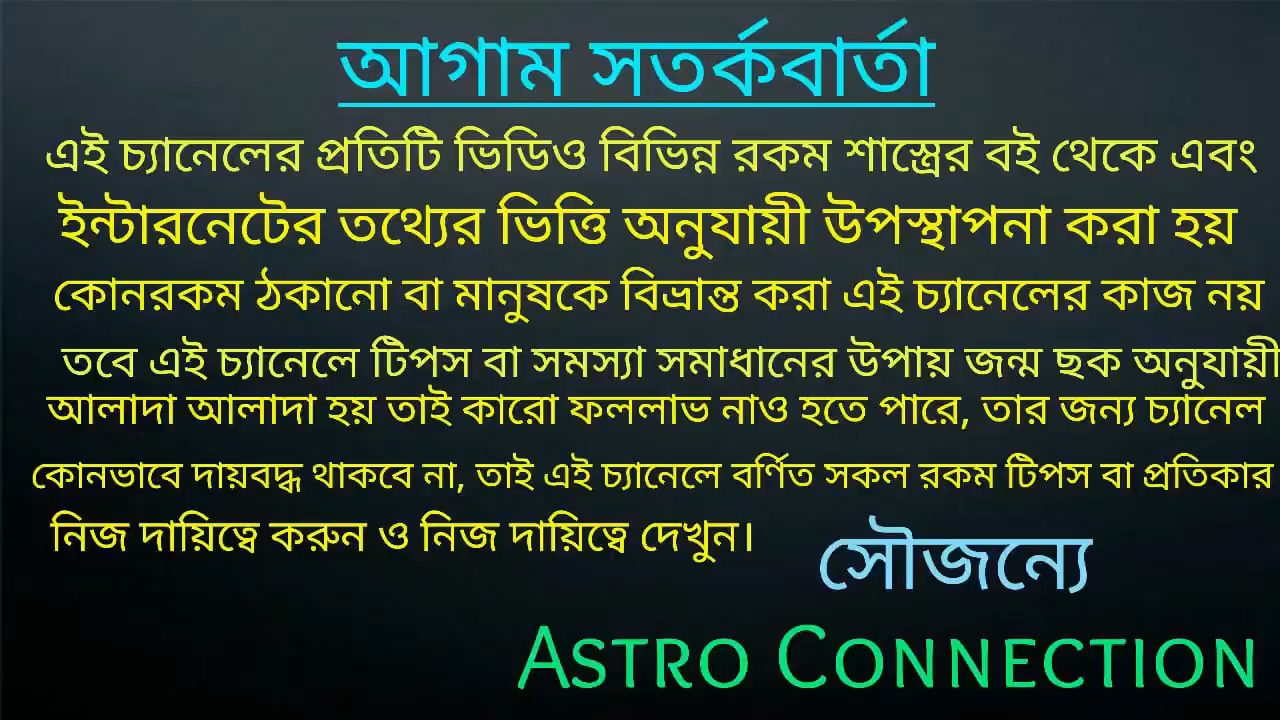 আগাম সতর্কবার্তা
এই চ্যানেলের প্রতিটি ভিডিও বিভিন্ন রকম শাস্ত্রের বই থেকে এবং
ইন্টারনেটের তথ্যের ভিত্তি অনুযায়ী উপস্থাপনা করা হয়
কোনরকম ঠকানো বা মানুষকে বিভ্রান্ত করা এই চ্যানেলের কাজ নয়
তবে এই চ্যানেলে টিপস বা সমস্যা সমাধানের উপায় জন্ম ছক অনুযায়ী
আলাদা আলাদা হয় তাই কারো ফললাভ নাও হতে পারে, তার জন্য চ্যানেল
কোনভাবে দায়বদ্ধ থাকবে না, তাই এই চ্যানেলে বর্ণিত সকল রকম টিপস বা প্রতিকার
নিজ দায়িত্বে করুন ও নিজ দায়িত্বে দেখুন।
সৌজন্যে
ASTRO CONNECTION